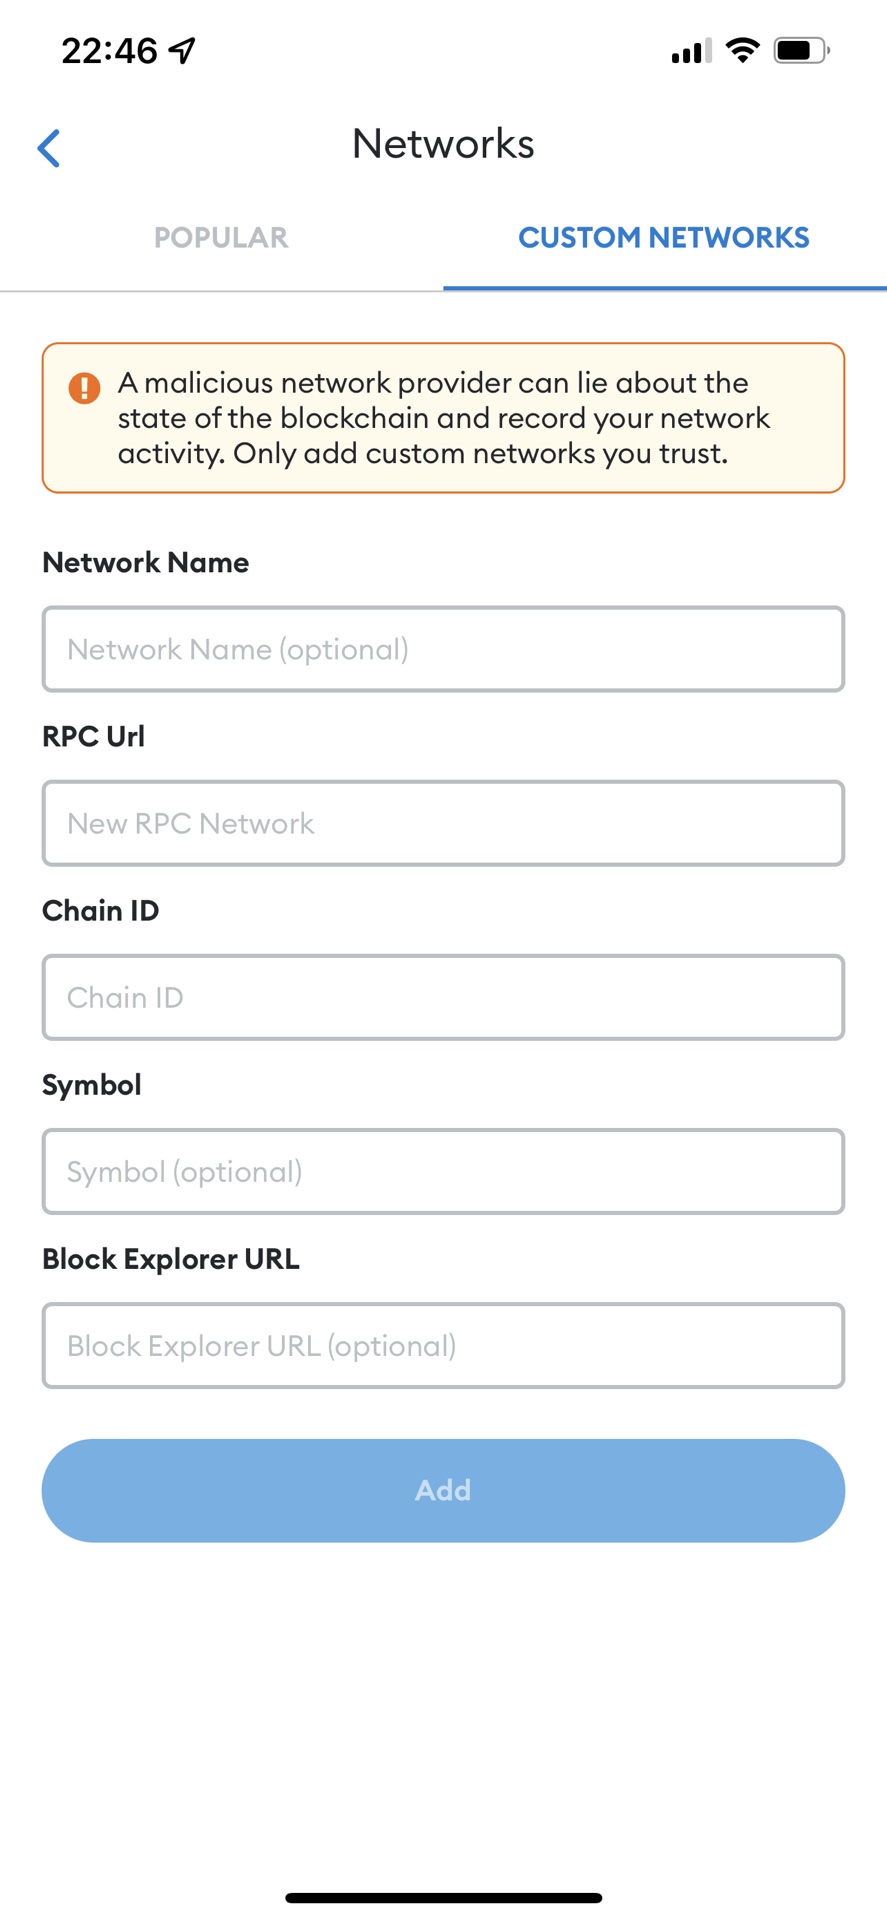 22:46
Networks
POPULAR
CUSTOM NETWORKS
A malicious network provider can lie about the
state of the blockchain and record your network
activity. Only add custom networks you trust.
Network Name
Network Name (optional)
RPC Url
New RPC Network
Chain ID
Chain ID
Symbol
Symbol (optional)
Block Explorer URL
Block Explorer URL (optional)
Add